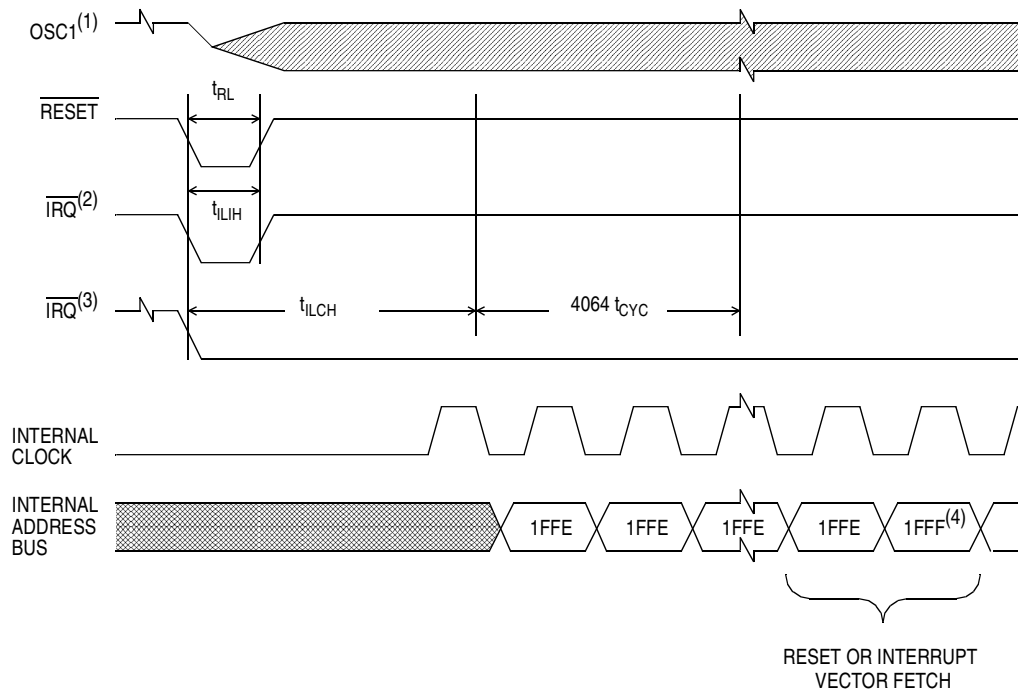 OSC1(1)
tRL
RESET
IRQ(2)
tILIH
IRQ(3)
tILCH
4064 tCYC
INTERNAL
CLOCK
INTERNAL
ADDRESS
BUS
1FFE
1FFE
1FFE
1FFE
1FFF(4)
RESET OR INTERRUPT
VECTOR FETCH